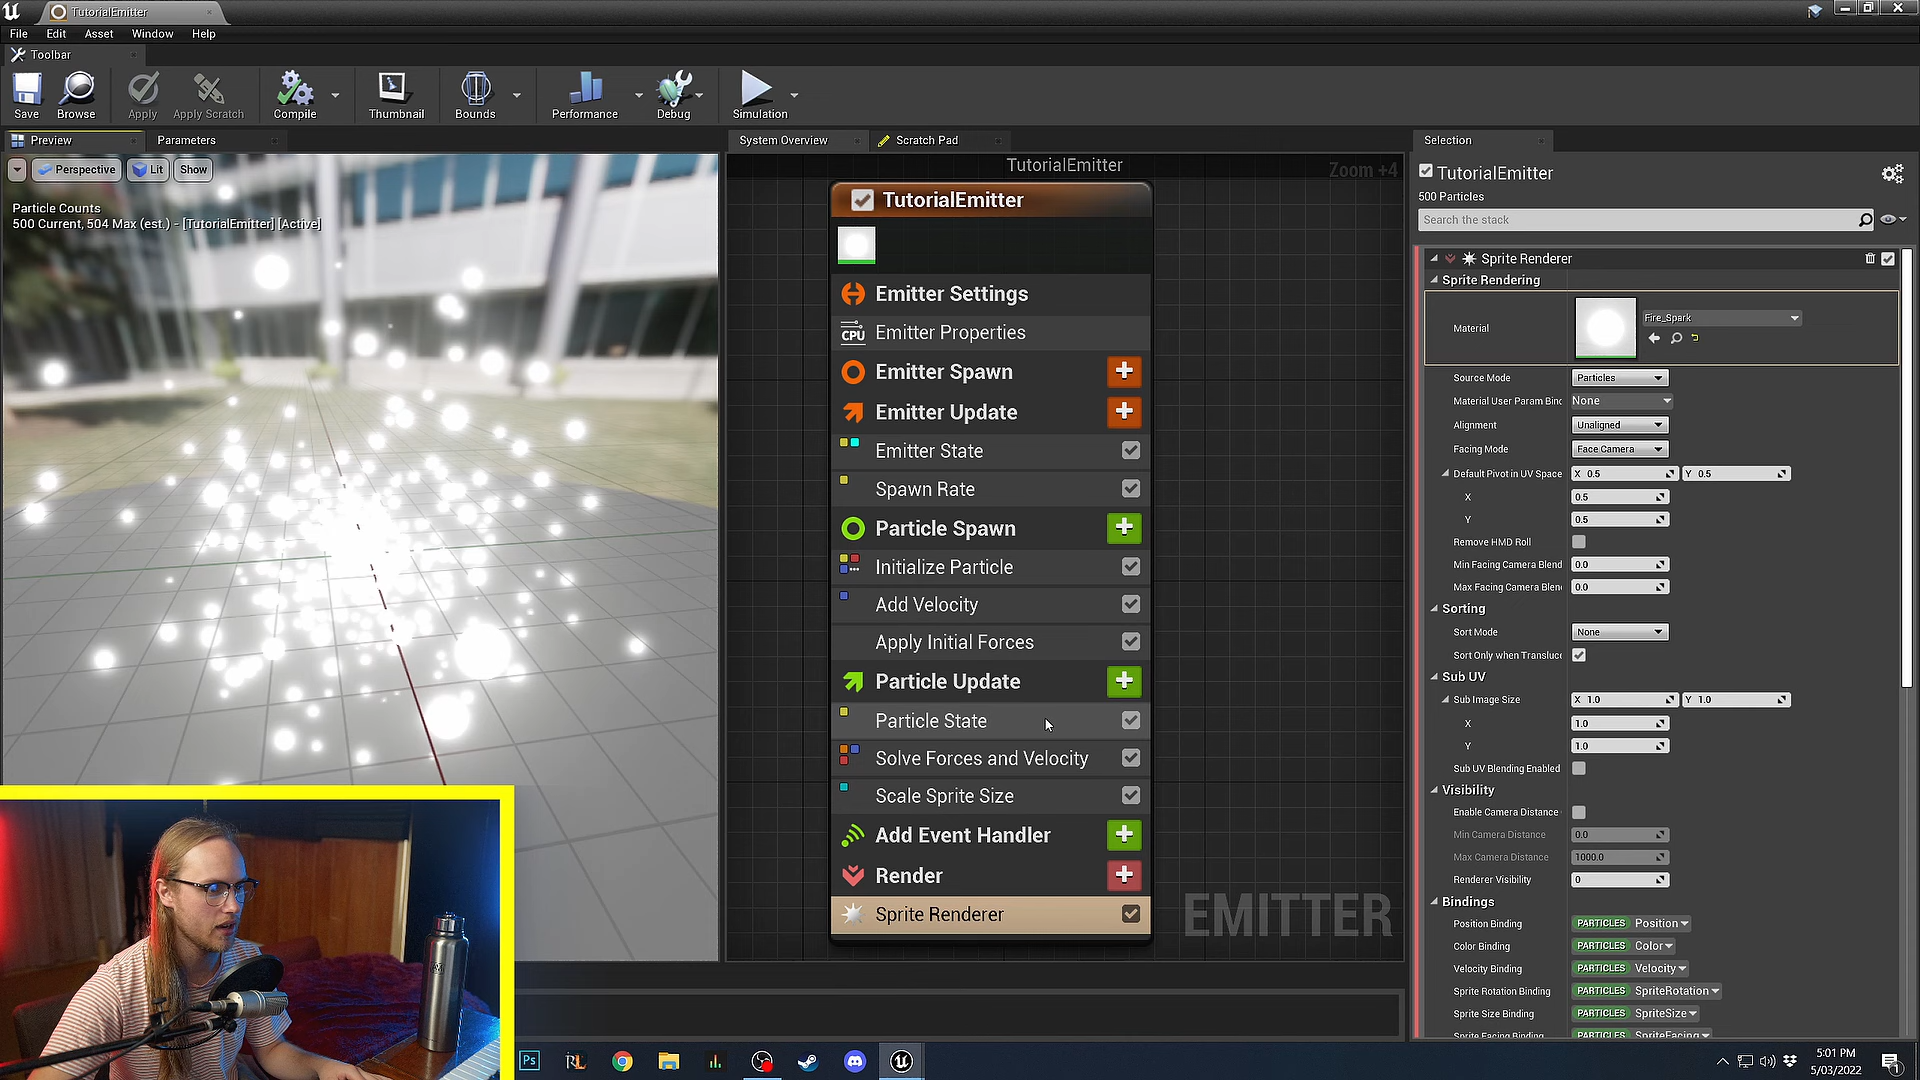 TutorialEmitter
File Edit Asset Window Help
Toolbar
Save Browse Apply Apply Scratch Compile Thumbnail Bounds Performance Debug Simulation
Preview Parameters
Perspective Lit Show
Particle Counts
500 Current, 504 Max (est.) - [TutorialEmitter] [Active]
System Overview Scratch Pad
TutorialEmitter Zoom +4
TutorialEmitter
Emitter Settings
CPU Emitter Properties
Emitter Spawn
Emitter Update
Emitter State
Spawn Rate
Particle Spawn
Initialize Particle
Add Velocity
Apply Initial Forces
Particle Update
Particle State
Solve Forces and Velocity
Scale Sprite Size
Add Event Handler
Render
Sprite Renderer
EMITTER
Selection
TutorialEmitter
500 Particles
Search the stack
Sprite Renderer
Sprite Rendering
Material Fire_Spark
Source Mode Particles
Material User Param Binc None
Alignment Unaligned
Facing Mode Face Camera
Default Pivot in UV Space X 0.5 Y 0.5
X 0.5
Y 0.5
Remove HMD Roll
Min Facing Camera Blend 0.0
Max Facing Camera Blen 0.0
Sorting
Sort Mode None
Sort Only when Transluc
Sub UV
Sub Image Size X 1.0 Y 1.0
X 1.0
Y 1.0
Sub UV Blending Enabled
Visibility
Enable Camera Distance
Min Camera Distance 0.0
Max Camera Distance 1000.0
Renderer Visibility 0
Bindings
Position Binding PARTICLES Position
Color Binding PARTICLES Color
Velocity Binding PARTICLES Velocity
Sprite Rotation Binding PARTICLES SpriteRotation
Sprite Size Binding PARTICLES SpriteSize
Sprite Facing Binding PARTICLES SpriteFacing
Ps
5:01 PM
5/03/2022
1